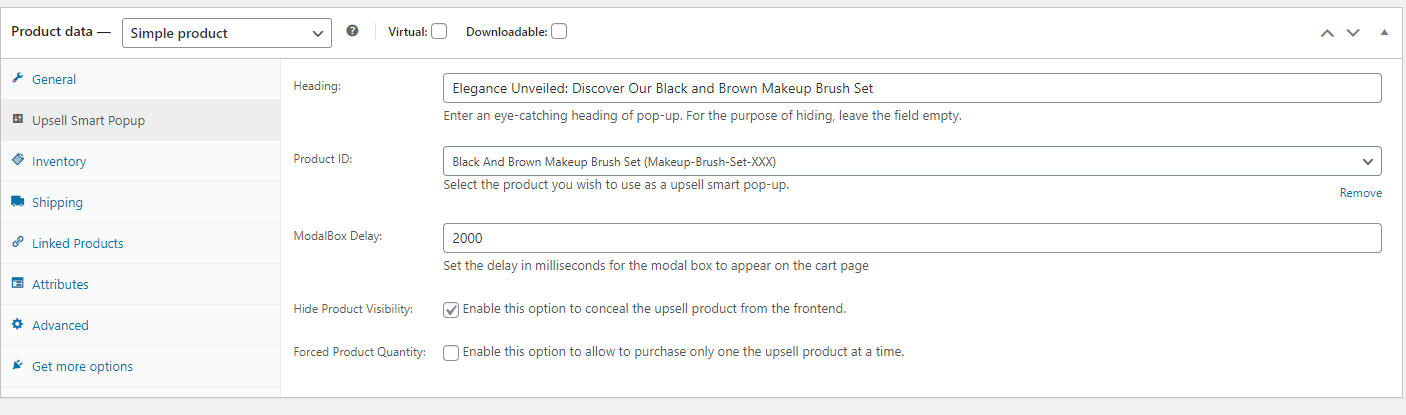 Product data — Simple product Virtual: Downloadable:
General
Upsell Smart Popup
Inventory
Shipping
Linked Products
Attributes
Advanced
Get more options
Heading: Elegance Unveiled: Discover Our Black and Brown Makeup Brush Set
Enter an eye-catching heading of pop-up. For the purpose of hiding, leave the field empty.
Product ID: Black And Brown Makeup Brush Set (Makeup-Brush-Set-XXX)
Select the product you wish to use as a upsell smart pop-up.
Remove
ModalBox Delay: 2000
Set the delay in milliseconds for the modal box to appear on the cart page
Hide Product Visibility: Enable this option to conceal the upsell product from the frontend.
Forced Product Quantity: Enable this option to allow to purchase only one the upsell product at a time.